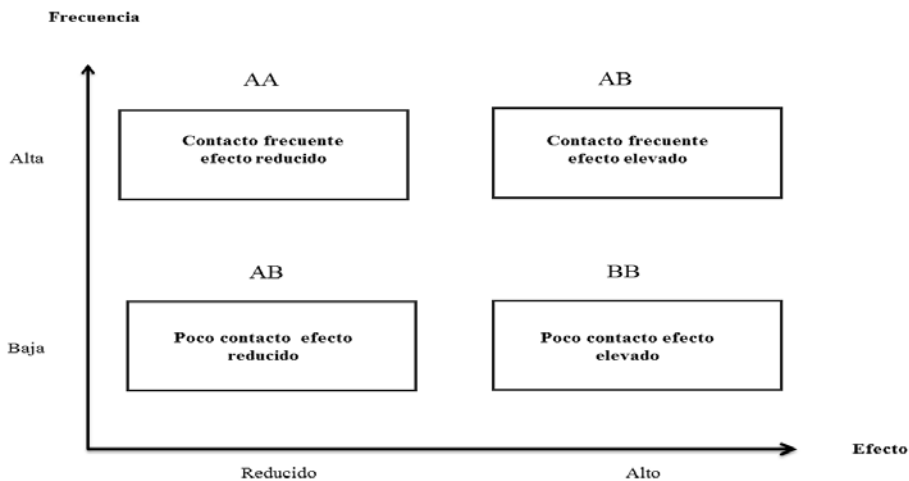 Frecuencia
AA
AB
Contacto frecuente
efecto reducido
Contacto frecuente
efecto elevado
Alta
AB
BB
Poco contacto efecto
reducido
Poco contacto efecto
elevado
Baja
Efecto
Reducido
Alto